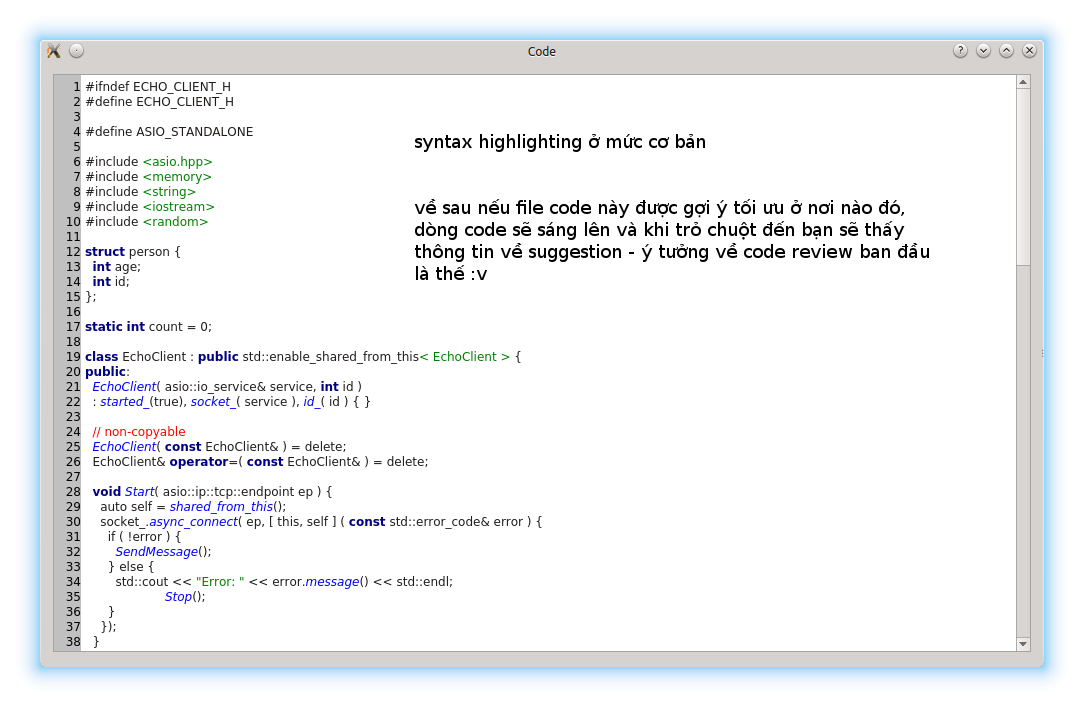 Code
1 #ifndef ECHO_CLIENT_H
2 #define ECHO_CLIENT_H
3
4 #define ASIO_STANDALONE
5
6 #include <asio.hpp>
7 #include <memory>
8 #include <string>
9 #include <iostream>
10 #include <random>
11
12 struct person {
13   int age;
14   int id;
15 };
16
17 static int count = 0;
18
19 class EchoClient : public std::enable_shared_from_this< EchoClient > {
20 public:
21   EchoClient( asio::io_service& service, int id )
22   : started_(true), socket_( service ), id_( id ) { }
23
24   // non-copyable
25   EchoClient( const EchoClient& ) = delete;
26   EchoClient& operator=( const EchoClient& ) = delete;
27
28   void Start( asio::ip::tcp::endpoint ep ) {
29     auto self = shared_from_this();
30     socket_.async_connect( ep, [ this, self ] ( const std::error_code& error ) {
31       if ( !error ) {
32         SendMessage();
33       } else {
34         std::cout << "Error: " << error.message() << std::endl;
35                      Stop();
36       }
37     });
38   }
syntax highlighting ở mức cơ bản
về sau nếu file code này được gợi ý tối ưu ở nơi nào đó,
dòng code sẽ sáng lên và khi trỏ chuột đến bạn sẽ thấy
thông tin về suggestion - ý tưởng về code review ban đầu
là thế :v